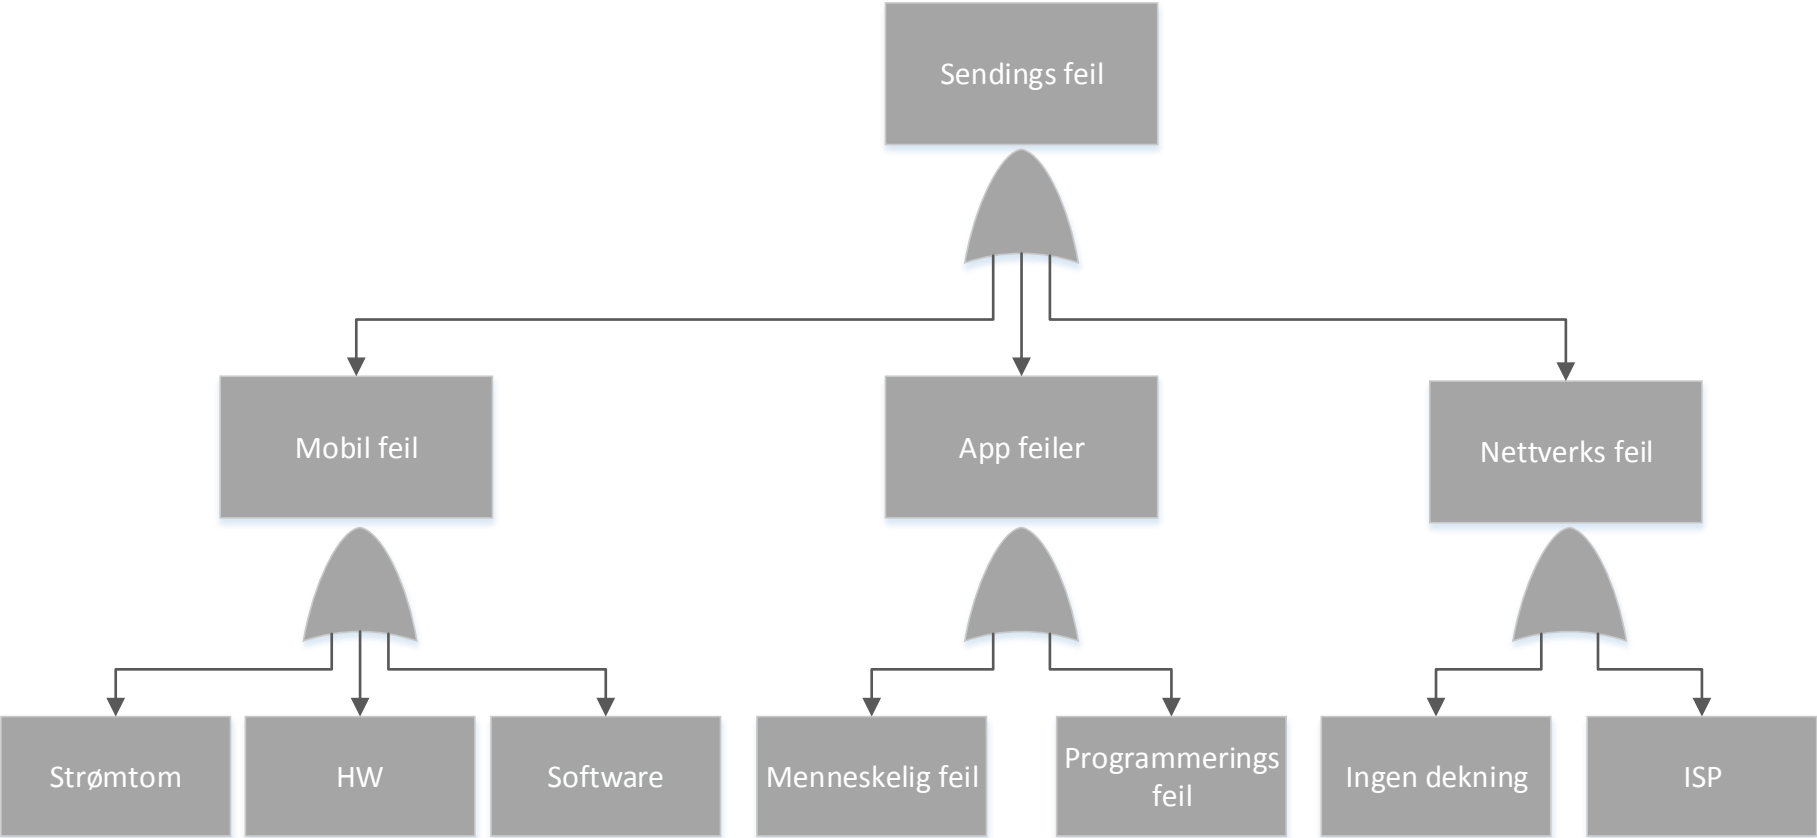 Sendings feil
Mobil feil
App feiler
Nettverks feil
Strømtom
HW
Software
Menneskelig feil
Programmerings
feil
Ingen dekning
ISP